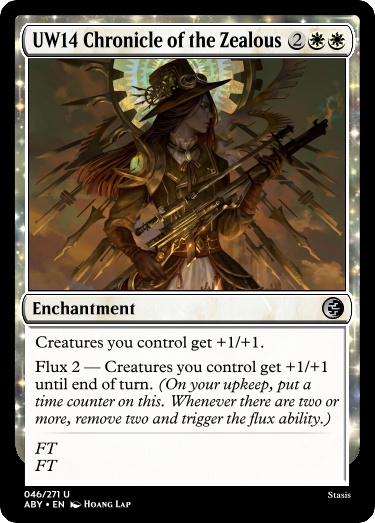 UW14 Chronicle of the Zealous 2
Enchantment
Creatures you control get +1/+1.
Flux 2 — Creatures you control get +1/+1
until end of turn. (On your upkeep, put a
time counter on this. Whenever there are two or
more, remove two and trigger the flux ability.)
FT
FT
046/271 U
ABY • EN Hoang Lap
Stasis